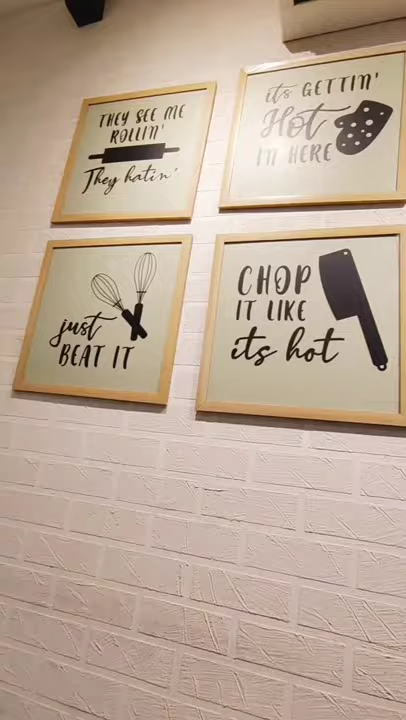 THEY SEE ME
ROLLIN'
They hatin'
its GETTIN'
Hot
IN HERE
just
BEAT IT
CHOP
IT LIKE
its hot